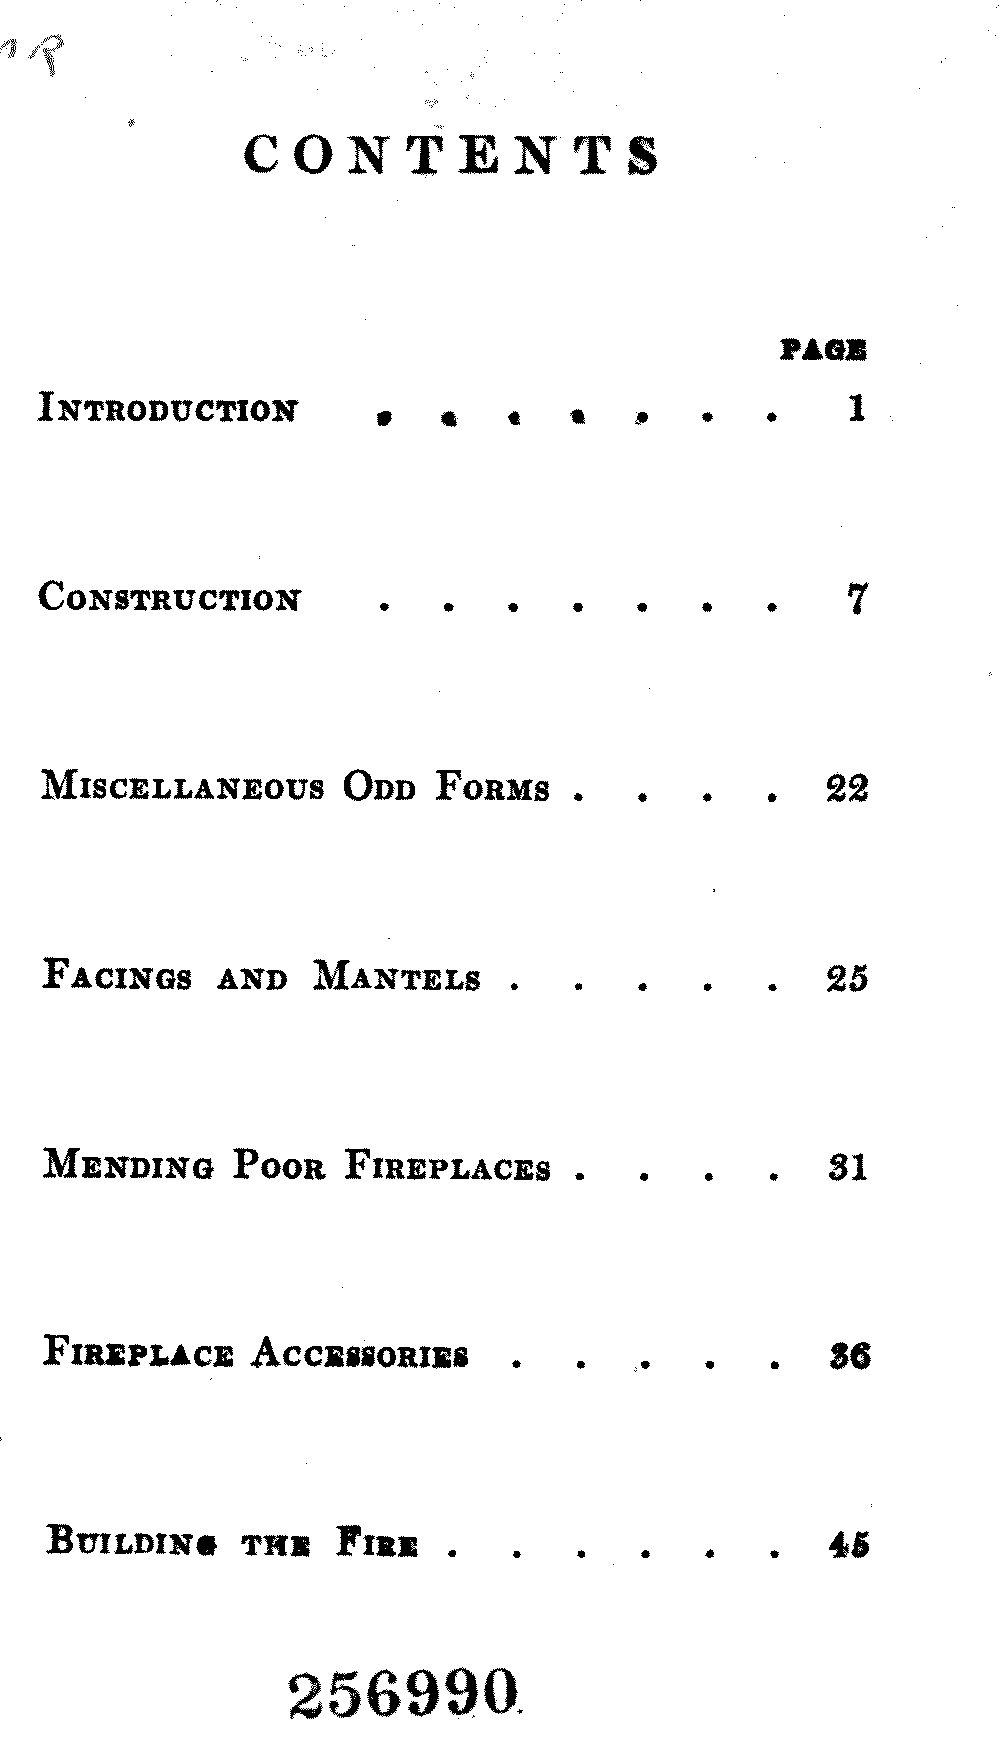 CONTENTS
PAGE
INTRODUCTION . . . . . . . 1
CONSTRUCTION . . . . . . . 7
MISCELLANEOUS ODD FORMS . . . . 22
FACINGS AND MANTELS . . . . . 25
MENDING POOR FIREPLACES . . . . 31
FIREPLACE ACCESSORIES . . . . . 36
BUILDING THE FIRE . . . . . . 45
256990